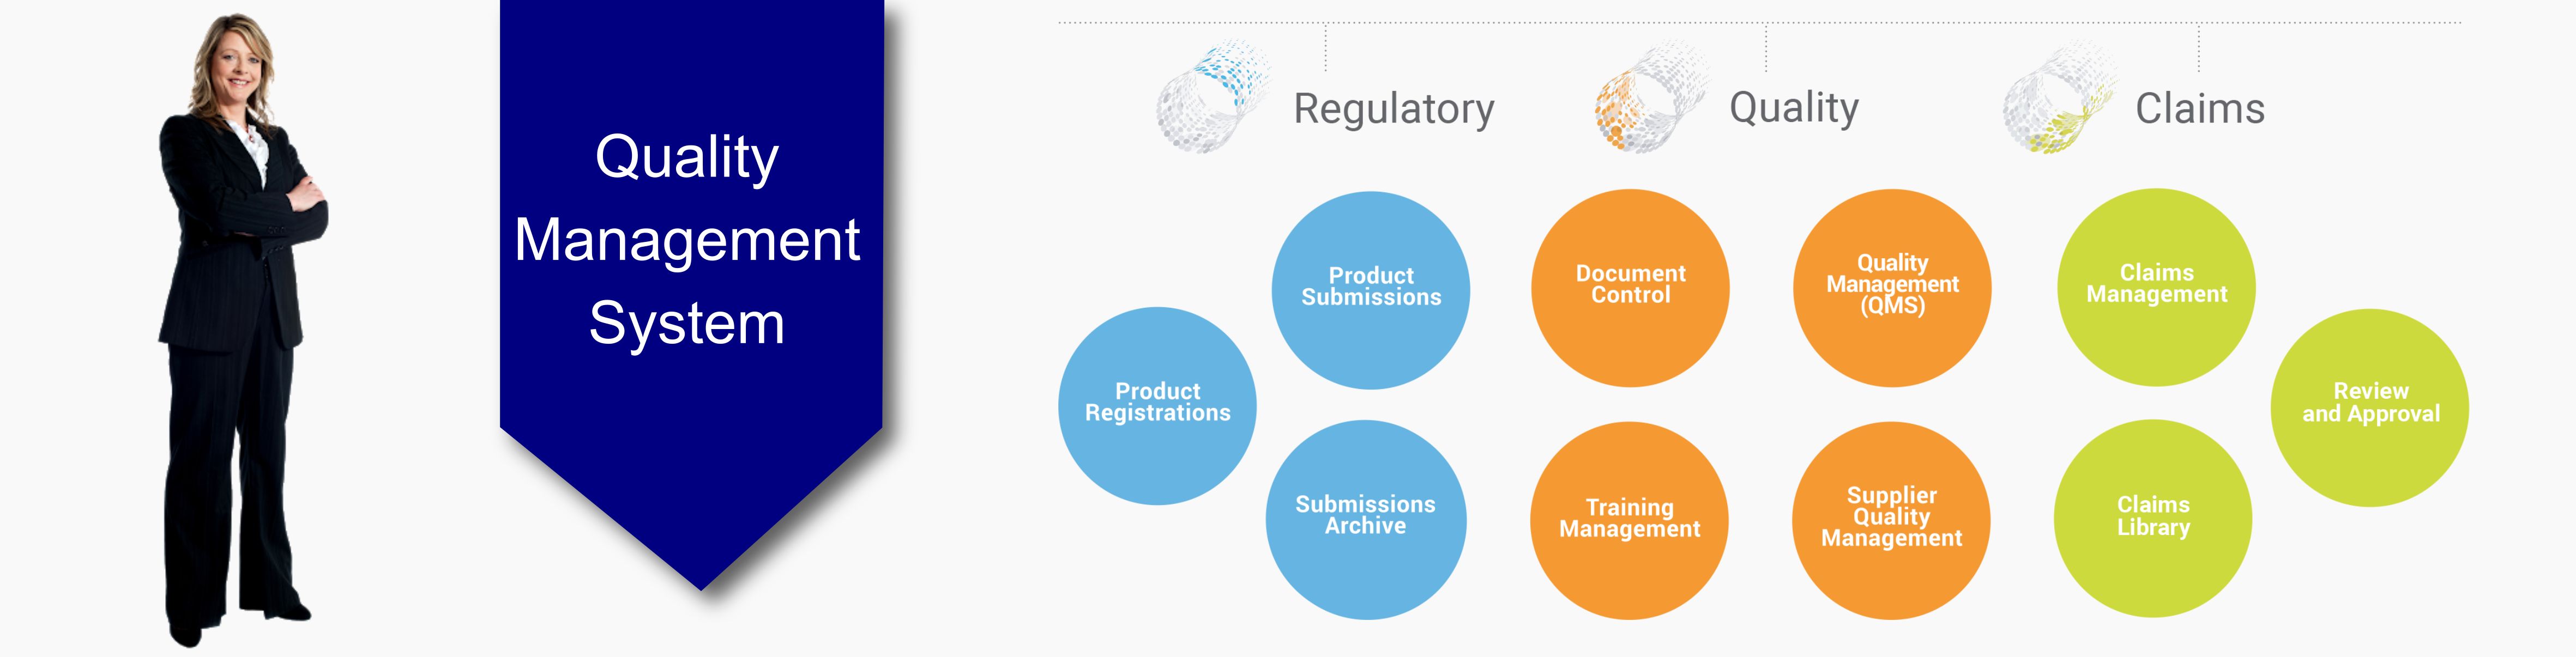 Quality
Management
System
Regulatory
Quality
Claims
Product
Registrations
Product
Submissions
Submissions
Archive
Document
Control
Training
Management
Quality
Management
(QMS)
Supplier
Quality
Management
Claims
Management
Claims
Library
Review
and Approval